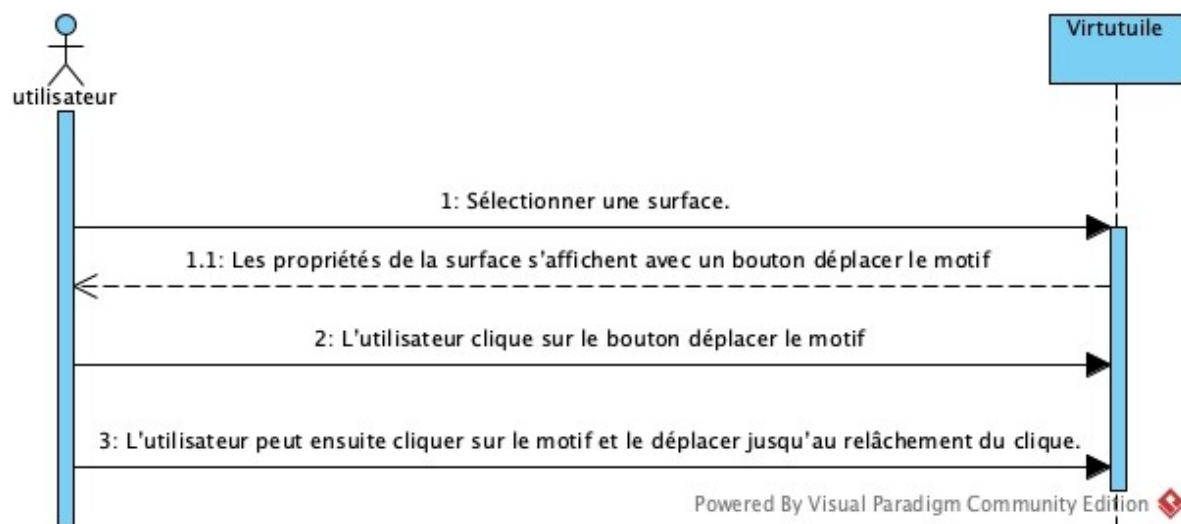 Virtutuile
utilisateur
1: Sélectionner une surface.
1.1: Les propriétés de la surface s'affichent avec un bouton déplacer le motif
2: L'utilisateur clique sur le bouton déplacer le motif
3: L'utilisateur peut ensuite cliquer sur le motif et le déplacer jusqu'au relâchement du clique.
Powered By Visual Paradigm Community Edition